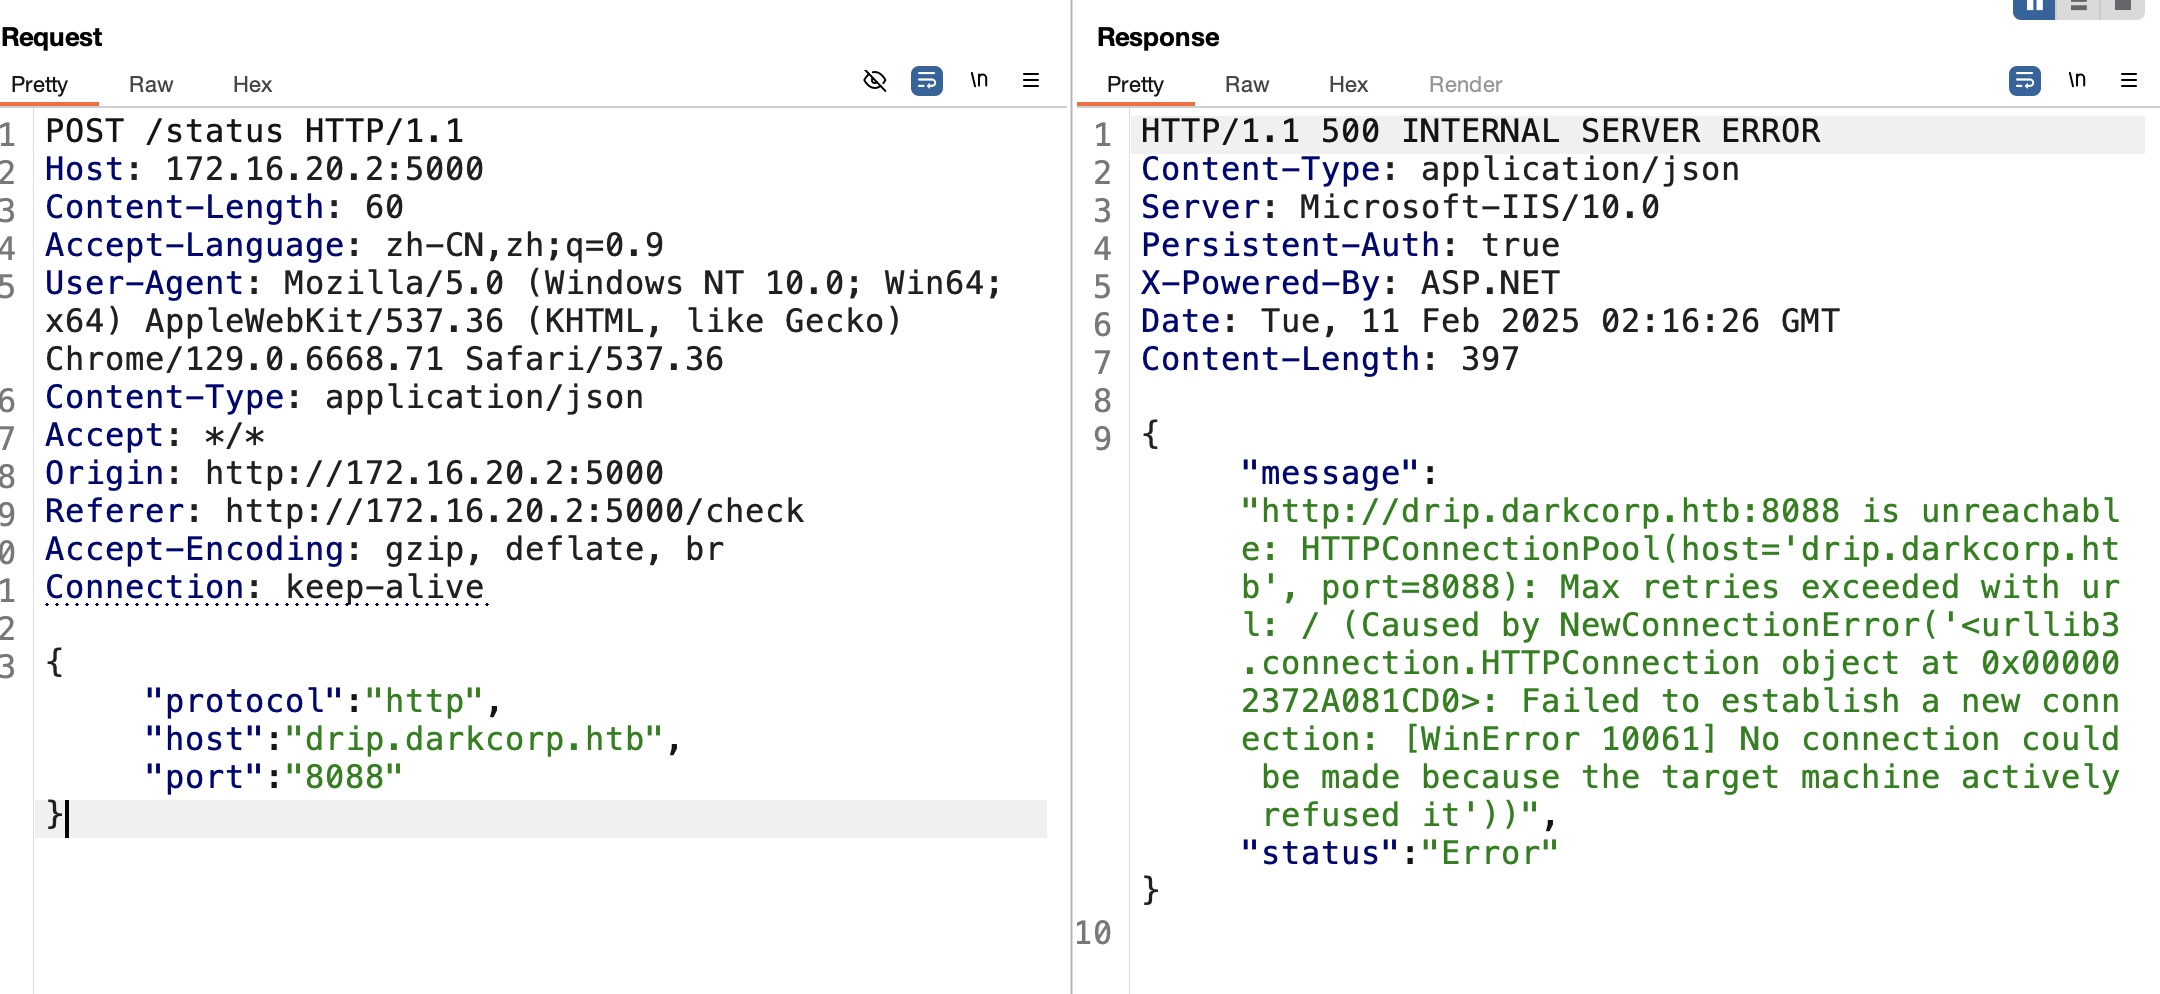 Request
Pretty Raw Hex
\n
1 POST /status HTTP/1.1
2 Host: 172.16.20.2:5000
3 Content-Length: 60
4 Accept-Language: zh-CN,zh;q=0.9
5 User-Agent: Mozilla/5.0 (Windows NT 10.0; Win64;
x64) AppleWebKit/537.36 (KHTML, like Gecko)
Chrome/129.0.6668.71 Safari/537.36
6 Content-Type: application/json
7 Accept: */*
8 Origin: http://172.16.20.2:5000
9 Referer: http://172.16.20.2:5000/check
0 Accept-Encoding: gzip, deflate, br
1 Connection: keep-alive
2
3 {
"protocol":"http",
"host":"drip.darkcorp.htb",
"port":"8088"
}
Response
Pretty Raw Hex Render
\n
1 HTTP/1.1 500 INTERNAL SERVER ERROR
2 Content-Type: application/json
3 Server: Microsoft-IIS/10.0
4 Persistent-Auth: true
5 X-Powered-By: ASP.NET
6 Date: Tue, 11 Feb 2025 02:16:26 GMT
7 Content-Length: 397
8
9 {
"message":
"http://drip.darkcorp.htb:8088 is unreachabl
e: HTTPConnectionPool(host='drip.darkcorp.ht
b', port=8088): Max retries exceeded with ur
l: / (Caused by NewConnectionError('<urllib3
.connection.HTTPConnection object at 0x00000
2372A081CD0>: Failed to establish a new conn
ection: [WinError 10061] No connection could
be made because the target machine actively
refused it'))",
"status":"Error"
}
10